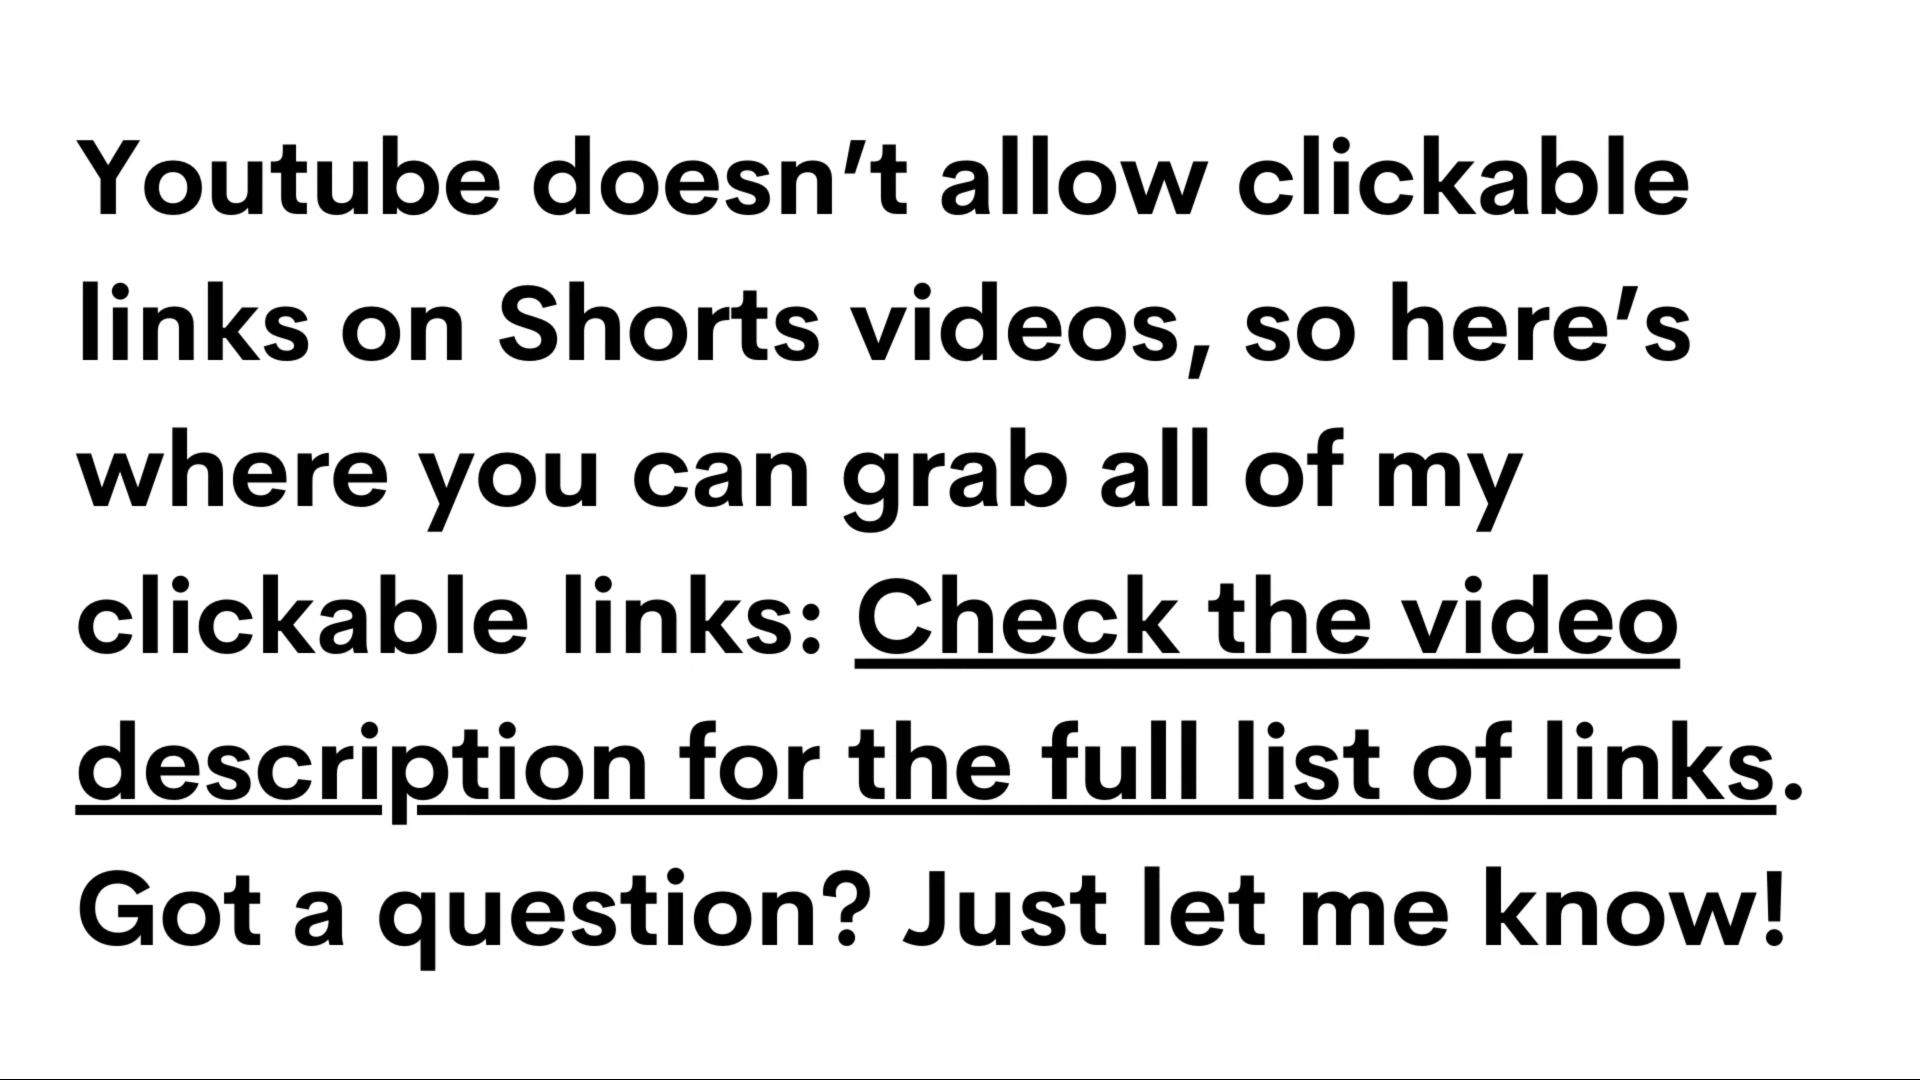 Youtube doesn’t allow clickable
links on Shorts videos, so here’s
where you can grab all of my
clickable links: Check the video
description for the full list of links.
Got a question? Just let me know!